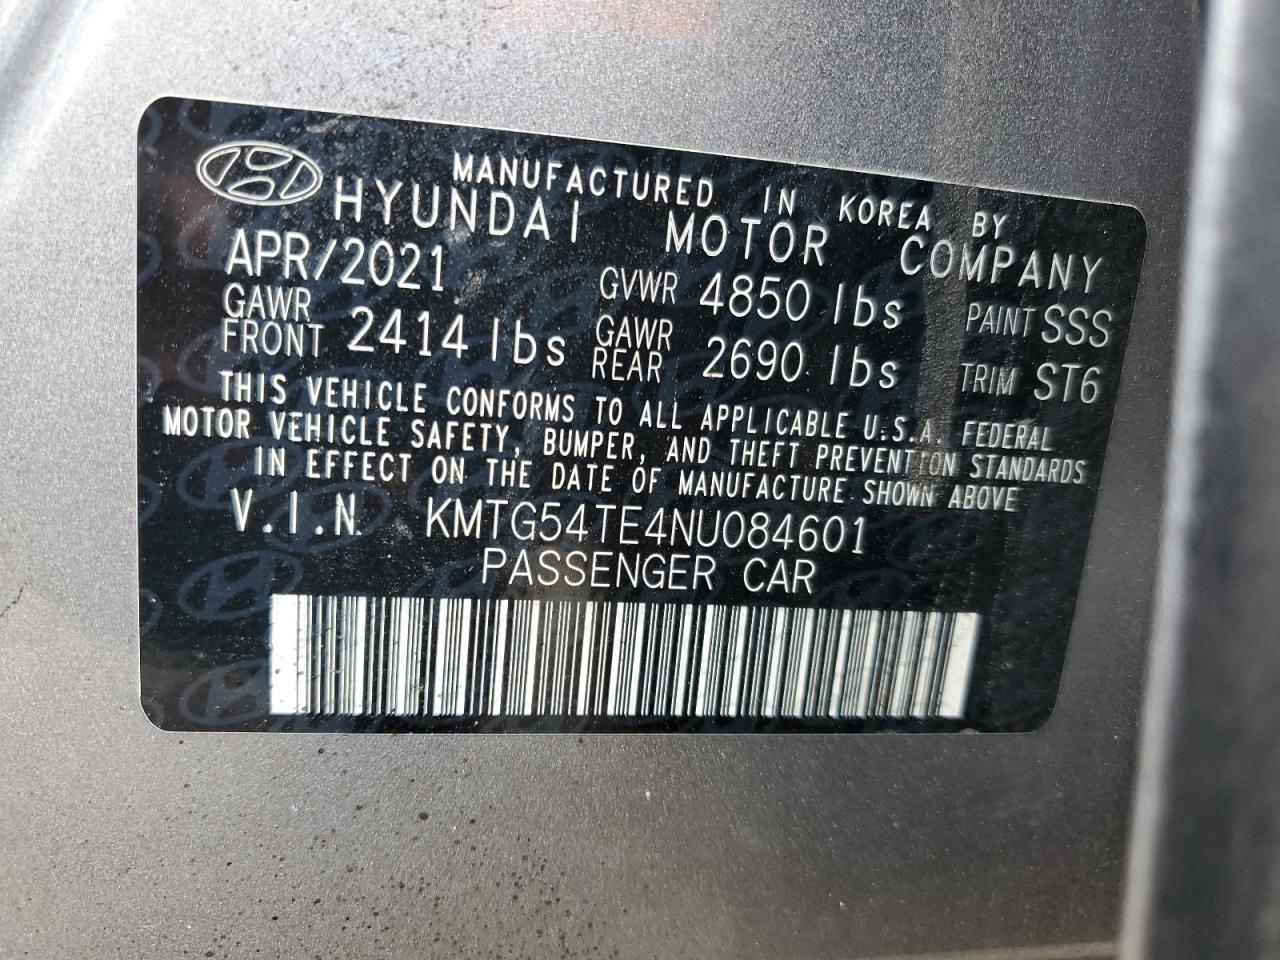 MANUFACTURED IN KOREA BY
HYUNDAI MOTOR COMPANY
APR/2021 GVWR 4850 lbs PAINT SSS
GAWR FRONT 2414 lbs GAWR REAR 2690 lbs TRIM ST6
THIS VEHICLE CONFORMS TO ALL APPLICABLE U.S.A. FEDERAL
MOTOR VEHICLE SAFETY, BUMPER, AND THEFT PREVENTION STANDARDS
IN EFFECT ON THE DATE OF MANUFACTURE SHOWN ABOVE
V.I.N. KMTG54TE4NU084601
PASSENGER CAR